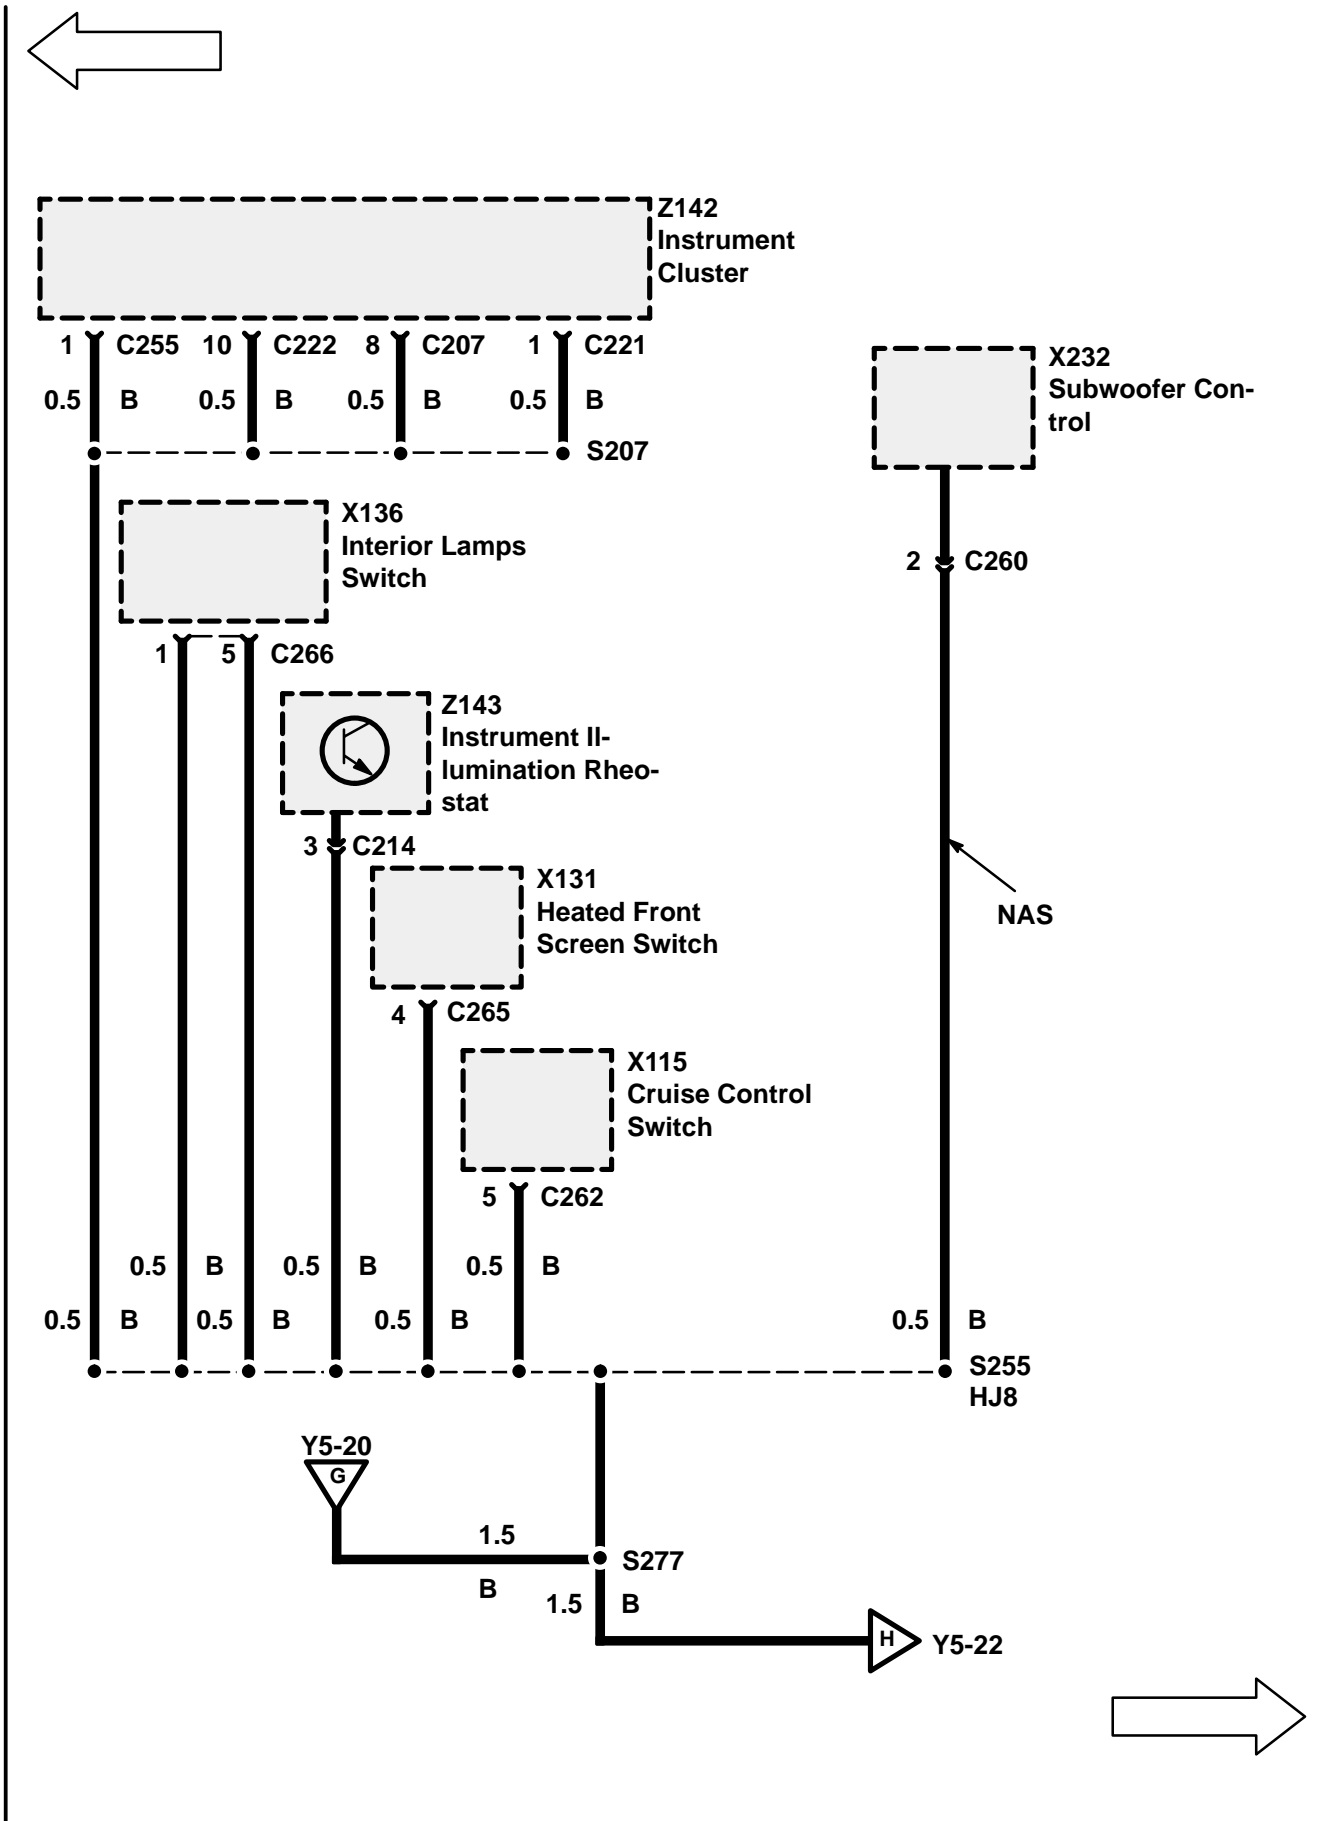 Z142
Instrument
Cluster
1 C255 10 C222 8 C207 1 C221
0.5 B 0.5 B 0.5 B 0.5 B
S207
X232
Subwoofer Con-
trol
2 C260
X136
Interior Lamps
Switch
1 5 C266
Z143
Instrument Il-
lumination Rheo-
stat
3 C214
X131
Heated Front
Screen Switch
NAS
4 C265
X115
Cruise Control
Switch
5 C262
0.5 B 0.5 B 0.5 B
0.5 B 0.5 B 0.5 B 0.5 B
S255
HJ8
Y5-20
G
1.5
B
S277
1.5 B
H
Y5-22